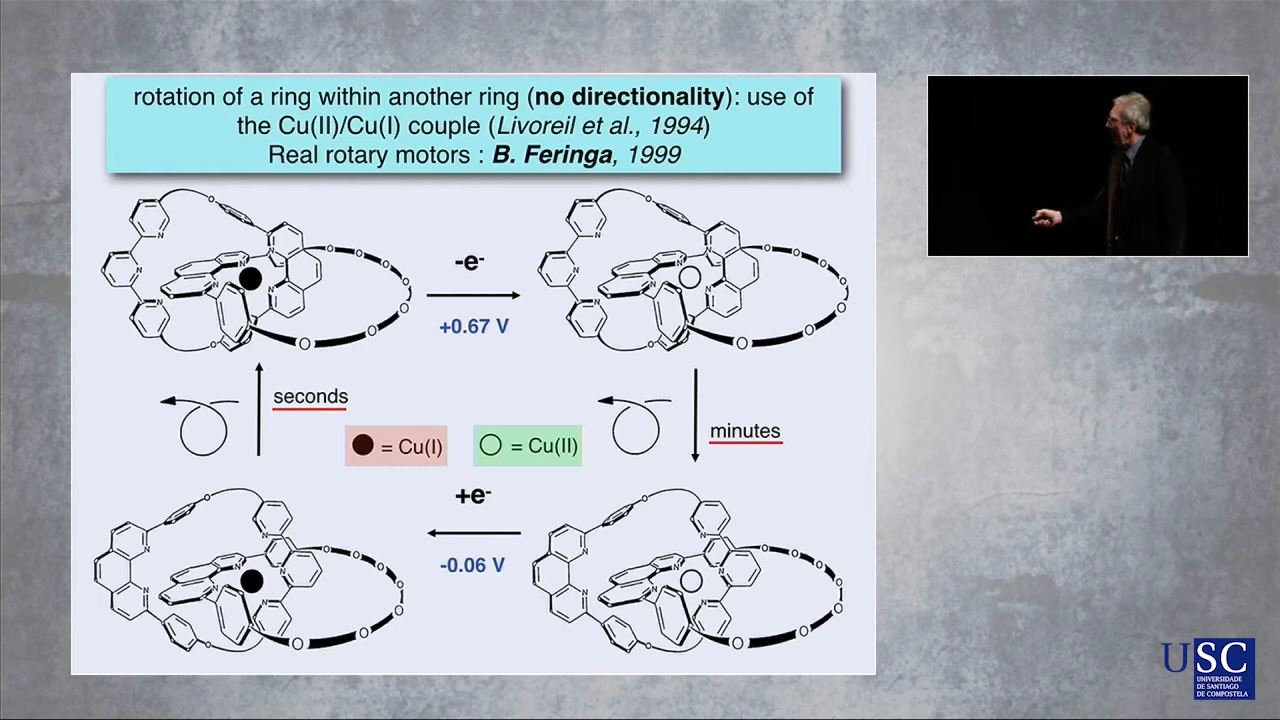 rotation of a ring within another ring (no directionality): use of
the Cu(II)/Cu(I) couple (Livoreil et al., 1994)
Real rotary motors : B. Feringa, 1999
-e-
+0.67 V
seconds
minutes
= Cu(I)
= Cu(II)
+e-
-0.06 V
USC
UNIVERSIDADE
DE SANTIAGO
DE COMPOSTELA